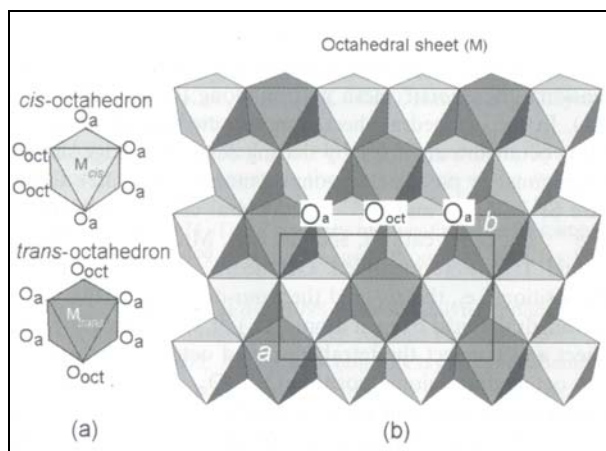 Octahedral sheet (M)
cis-octahedron
Oa
Ooct Oa
Mcis
Ooct Oa
Oa
trans-octahedron
Ooct
Oa Oa
Mtrans
Oa Oa
Ooct
(a)
Oa Ooct Oa
b
a
(b)